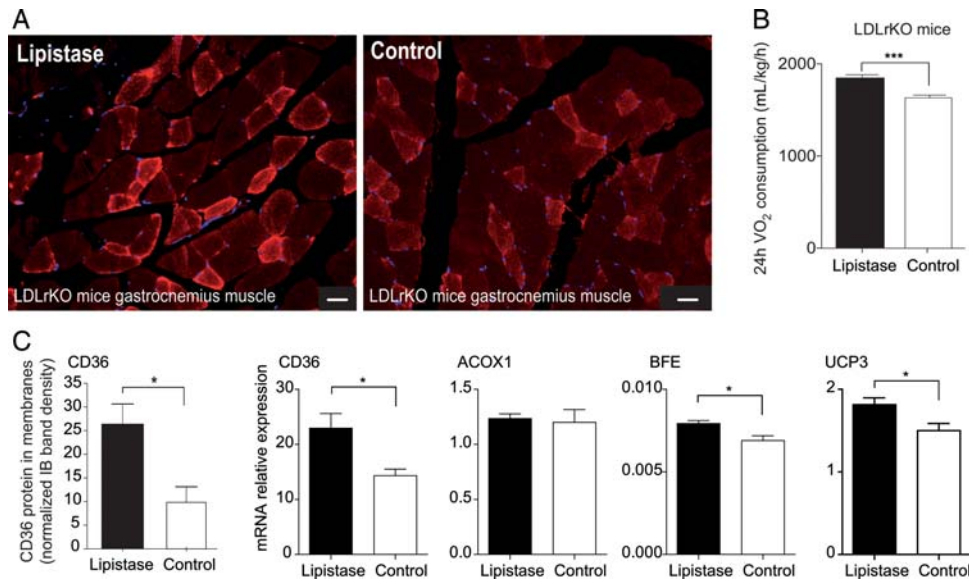 A
Lipistase
LDLrKO mice gastrocnemius muscle
Control
LDLrKO mice gastrocnemius muscle
B
LDLrKO mice
24h VO₂ consumption (mL/kg/h)
2000
1000
0
***
Lipistase Control
C
CD36
CD36 protein in membranes
(normalized IB band density)
35
30
25
20
15
10
5
0
*
Lipistase Control
mRNA relative expression
CD36
30
20
10
0
*
Lipistase Control
ACOX1
1.5
1.0
0.5
0.0
Lipistase Control
BFE
0.010
0.005
0.000
*
Lipistase Control
UCP3
2
1
0
*
Lipistase Control